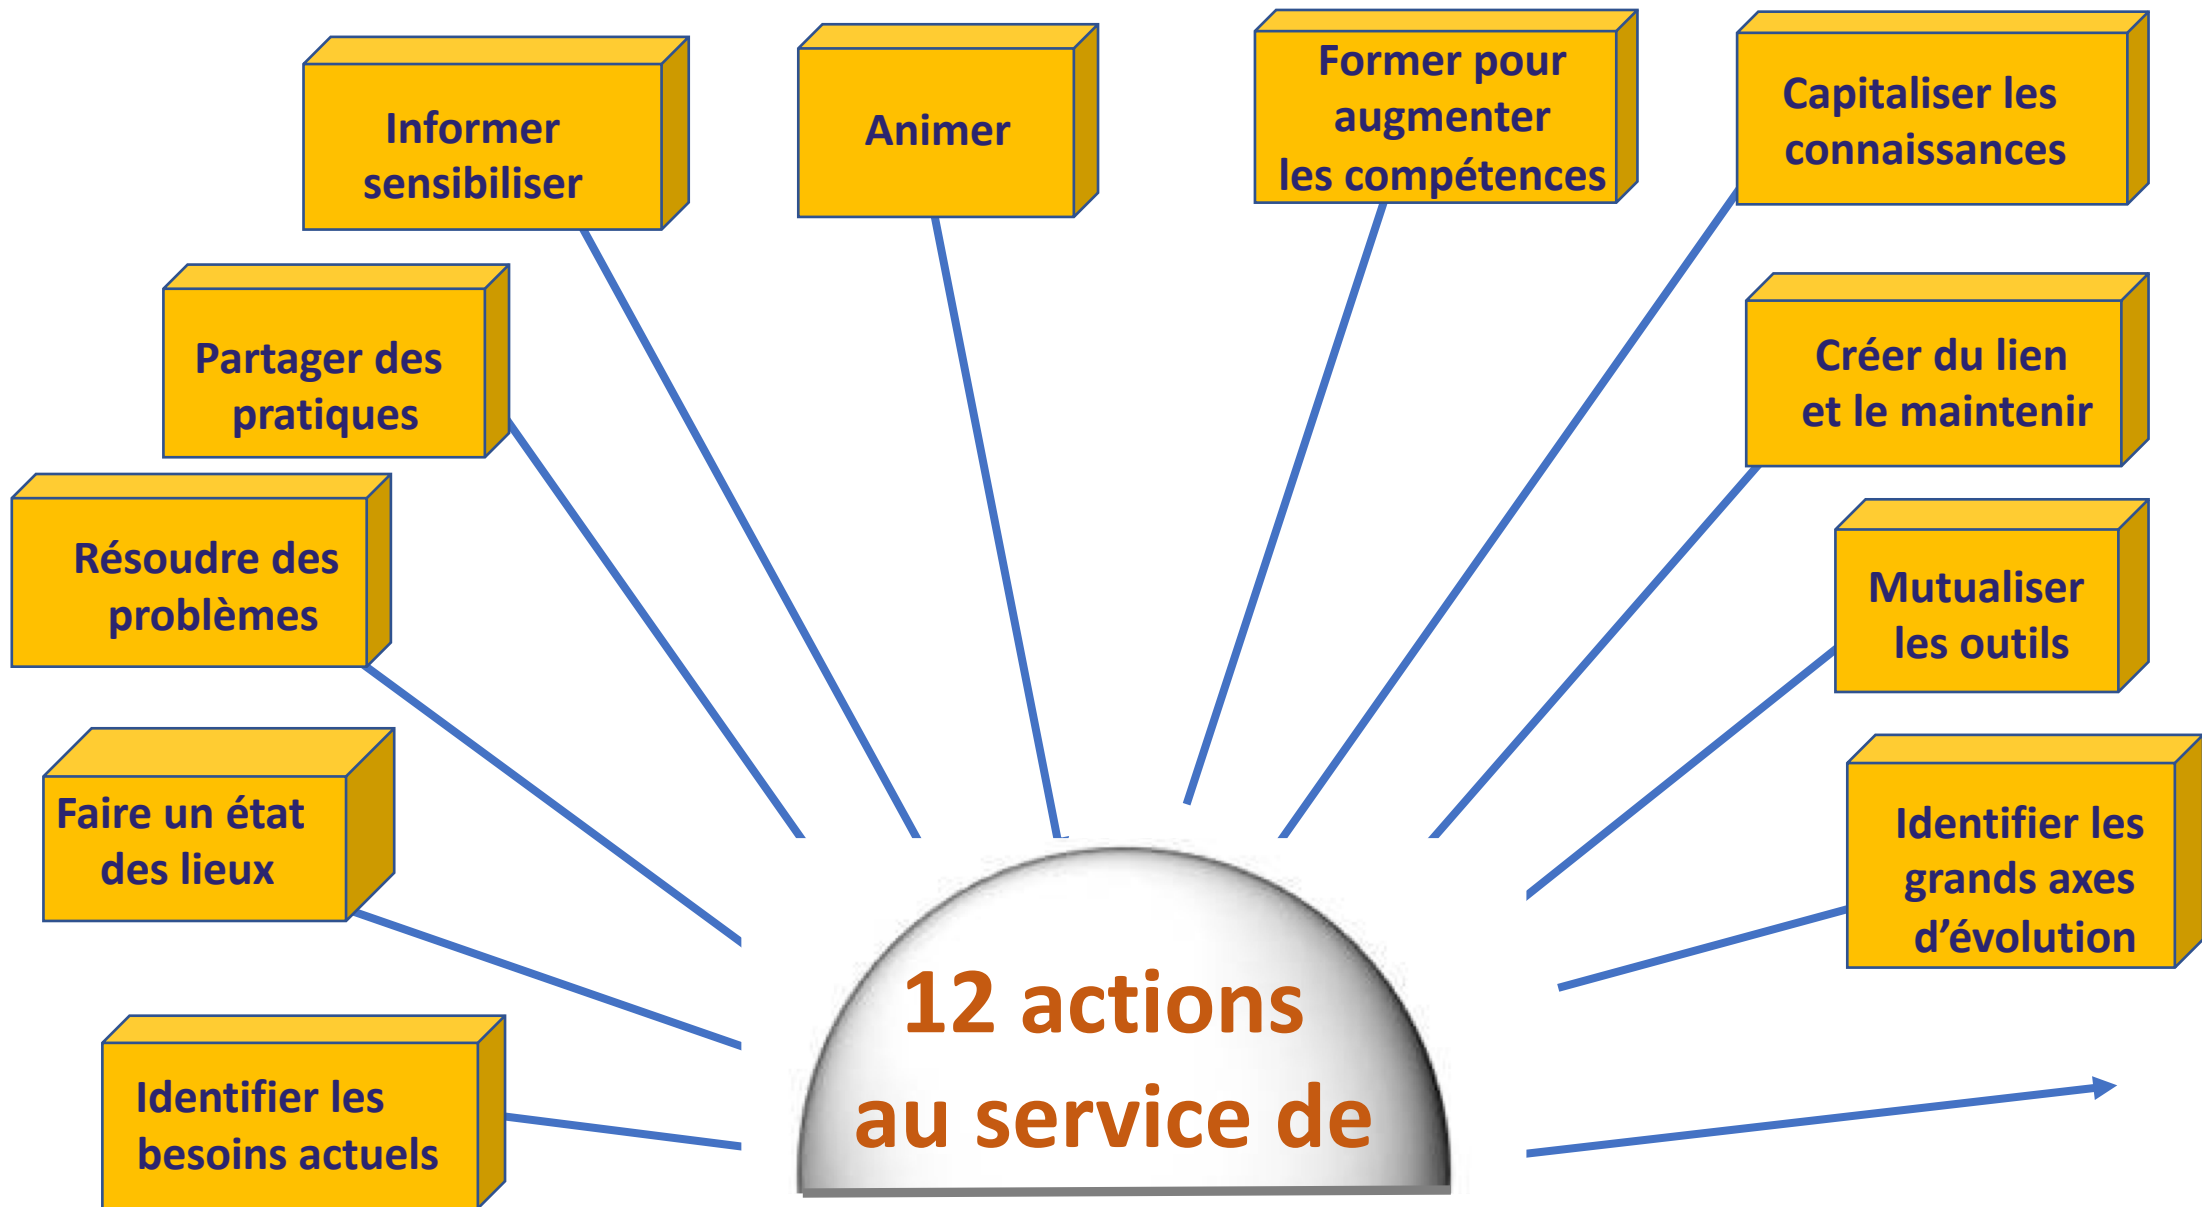 Informer
sensibiliser
Animer
Former pour
augmenter
les compétences
Capitaliser les
connaissances
Partager des
pratiques
Créer du lien
et le maintenir
Résoudre des
problèmes
Mutualiser
les outils
Faire un état
des lieux
Identifier les
grands axes
d’évolution
Identifier les
besoins actuels
12 actions
au service de